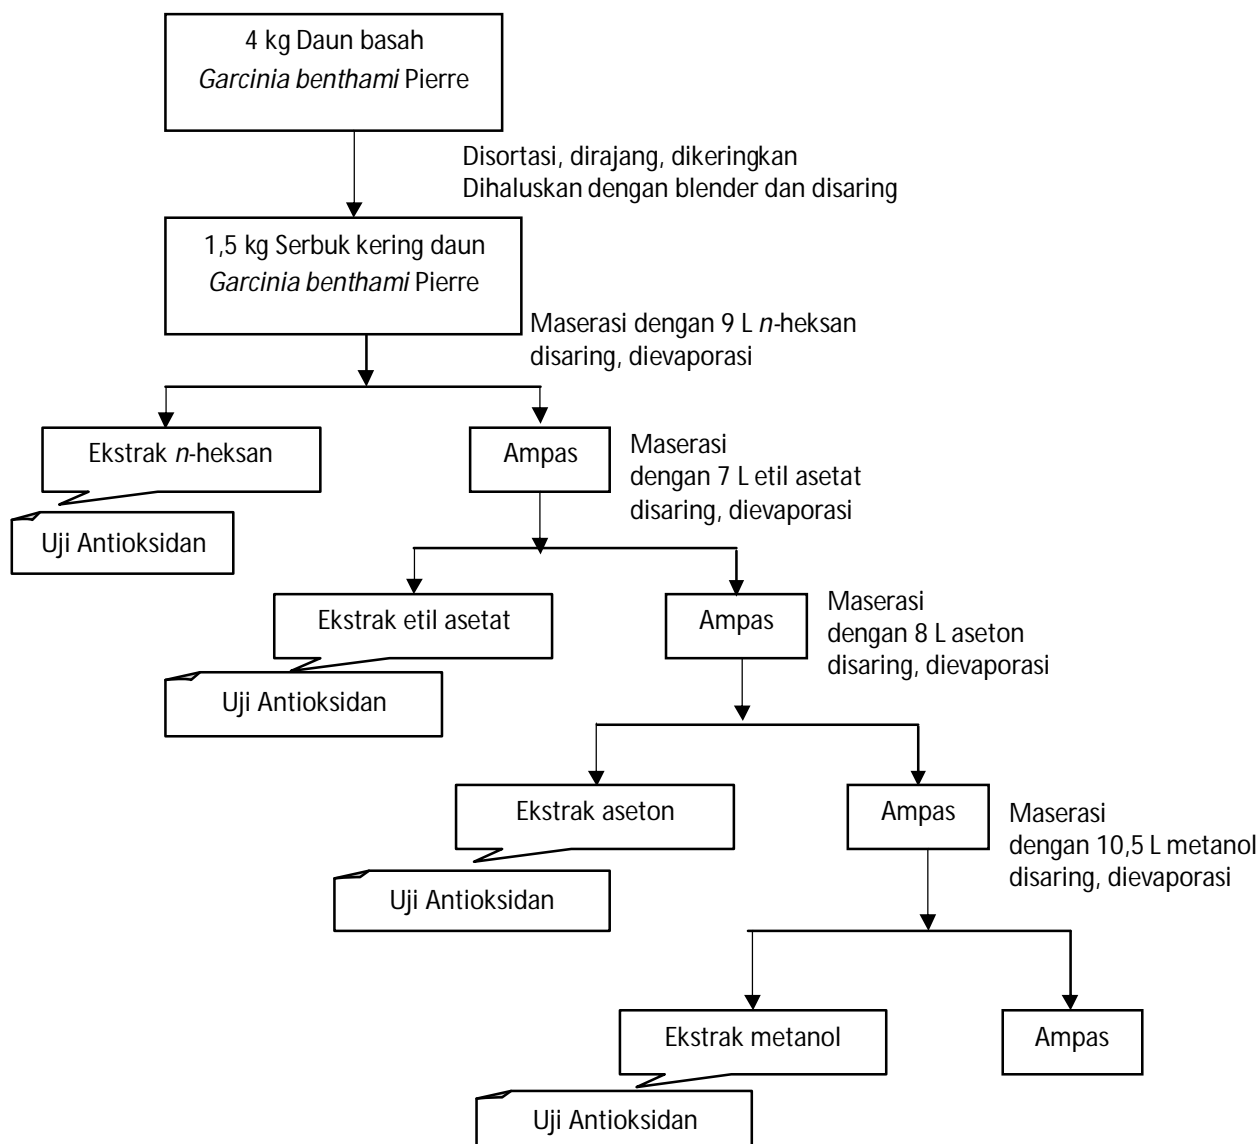 4 kg Daun basah
Garcinia benthami Pierre
Disortasi, dirajang, dikeringkan
Dihaluskan dengan blender dan disaring
1,5 kg Serbuk kering daun
Garcinia benthami Pierre
Maserasi dengan 9 L n-heksan
disaring, dievaporasi
Ekstrak n-heksan
Ampas
Maserasi
dengan 7 L etil asetat
disaring, dievaporasi
Uji Antioksidan
Ekstrak etil asetat
Ampas
Maserasi
dengan 8 L aseton
disaring, dievaporasi
Uji Antioksidan
Ekstrak aseton
Ampas
Maserasi
dengan 10,5 L metanol
disaring, dievaporasi
Uji Antioksidan
Ekstrak metanol
Ampas
Uji Antioksidan